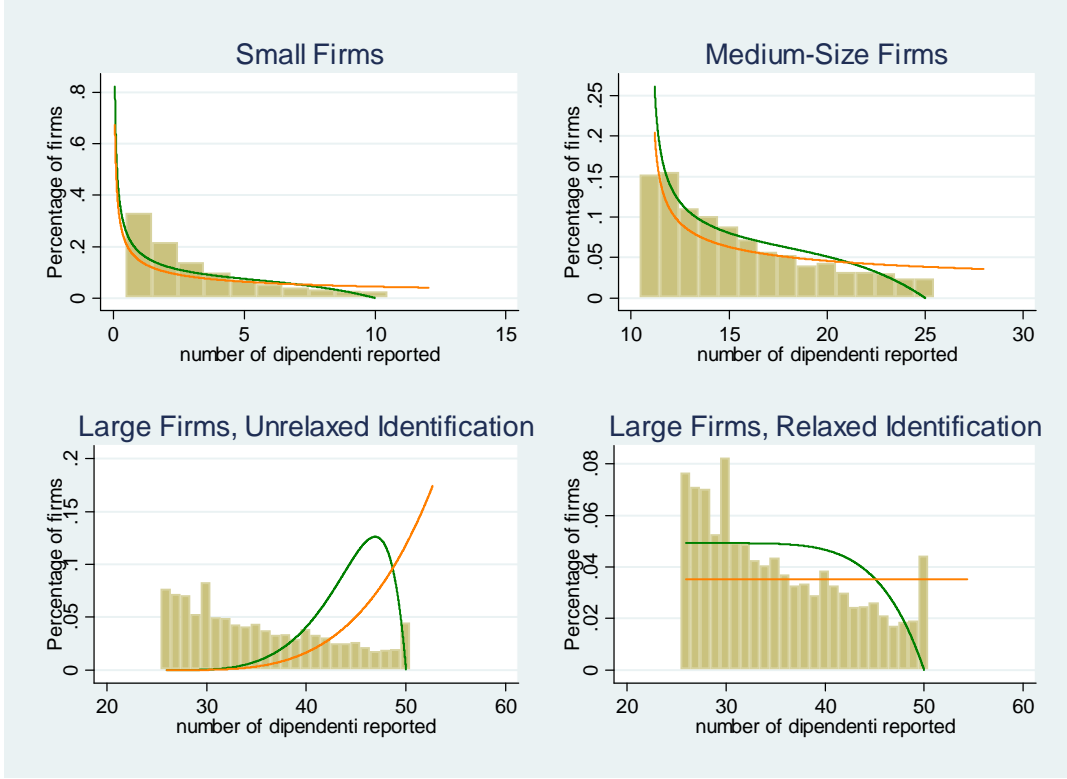 Small Firms
Percentage of firms
0 .2 .4 .6 .8
0 5 10 15
number of dipendenti reported
Medium-Size Firms
Percentage of firms
0 .05 .1 .15 .2 .25
10 15 20 25 30
number of dipendenti reported
Large Firms, Unrelaxed Identification
Percentage of firms
0 .05 .1 .15 .2
20 30 40 50 60
number of dipendenti reported
Large Firms, Relaxed Identification
Percentage of firms
0 .02 .04 .06 .08
20 30 40 50 60
number of dipendenti reported